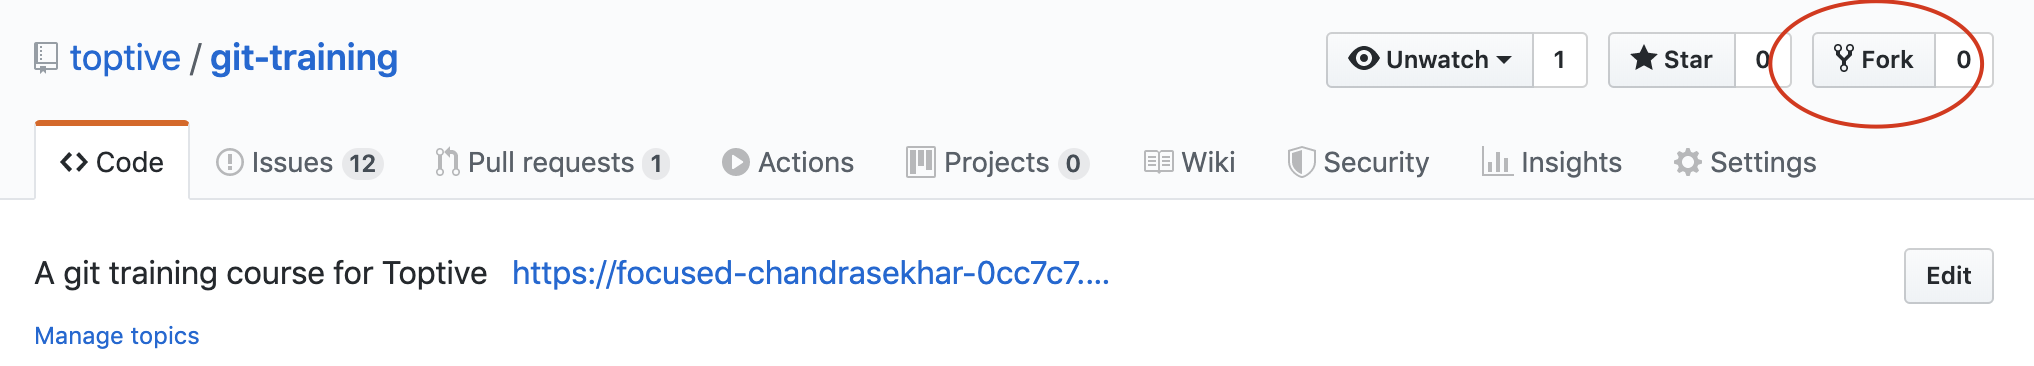 toptive / git-training Unwatch 1 Star 0 Fork 0
Code Issues 12 Pull requests 1 Actions Projects 0 Wiki Security Insights Settings
A git training course for Toptive https://focused-chandrasekhar-0cc7c7.... Edit
Manage topics